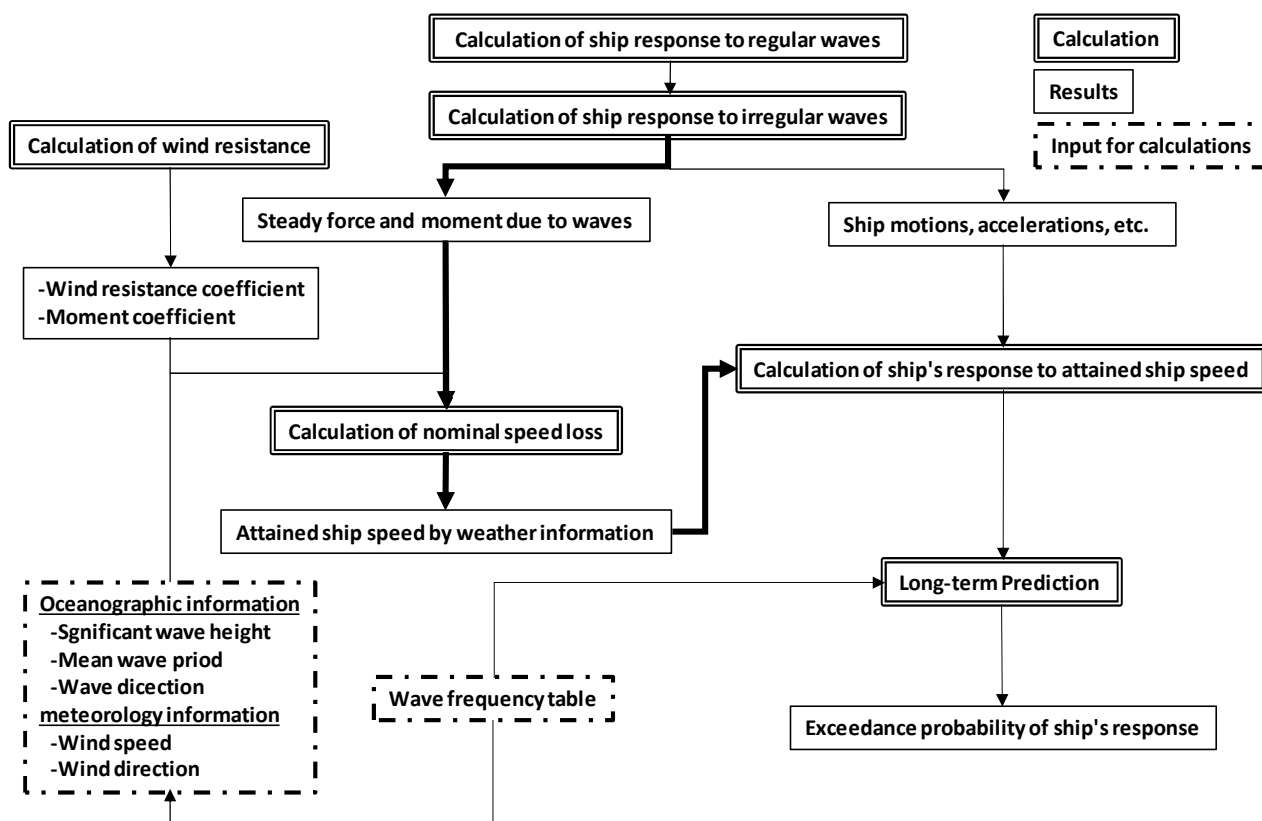 Calculation of ship response to regular waves
Calculation
Results
Input for calculations
Calculation of ship response to irregular waves
Calculation of wind resistance
Steady force and moment due to waves
Ship motions, accelerations, etc.
-Wind resistance coefficient
-Moment coefficient
Calculation of ship's response to attained ship speed
Calculation of nominal speed loss
Attained ship speed by weather information
Long-term Prediction
Oceanographic information
-Sgnificant wave height
-Mean wave priod
-Wave dicection
meteorology information
-Wind speed
-Wind direction
Wave frequency table
Exceedance probability of ship's response